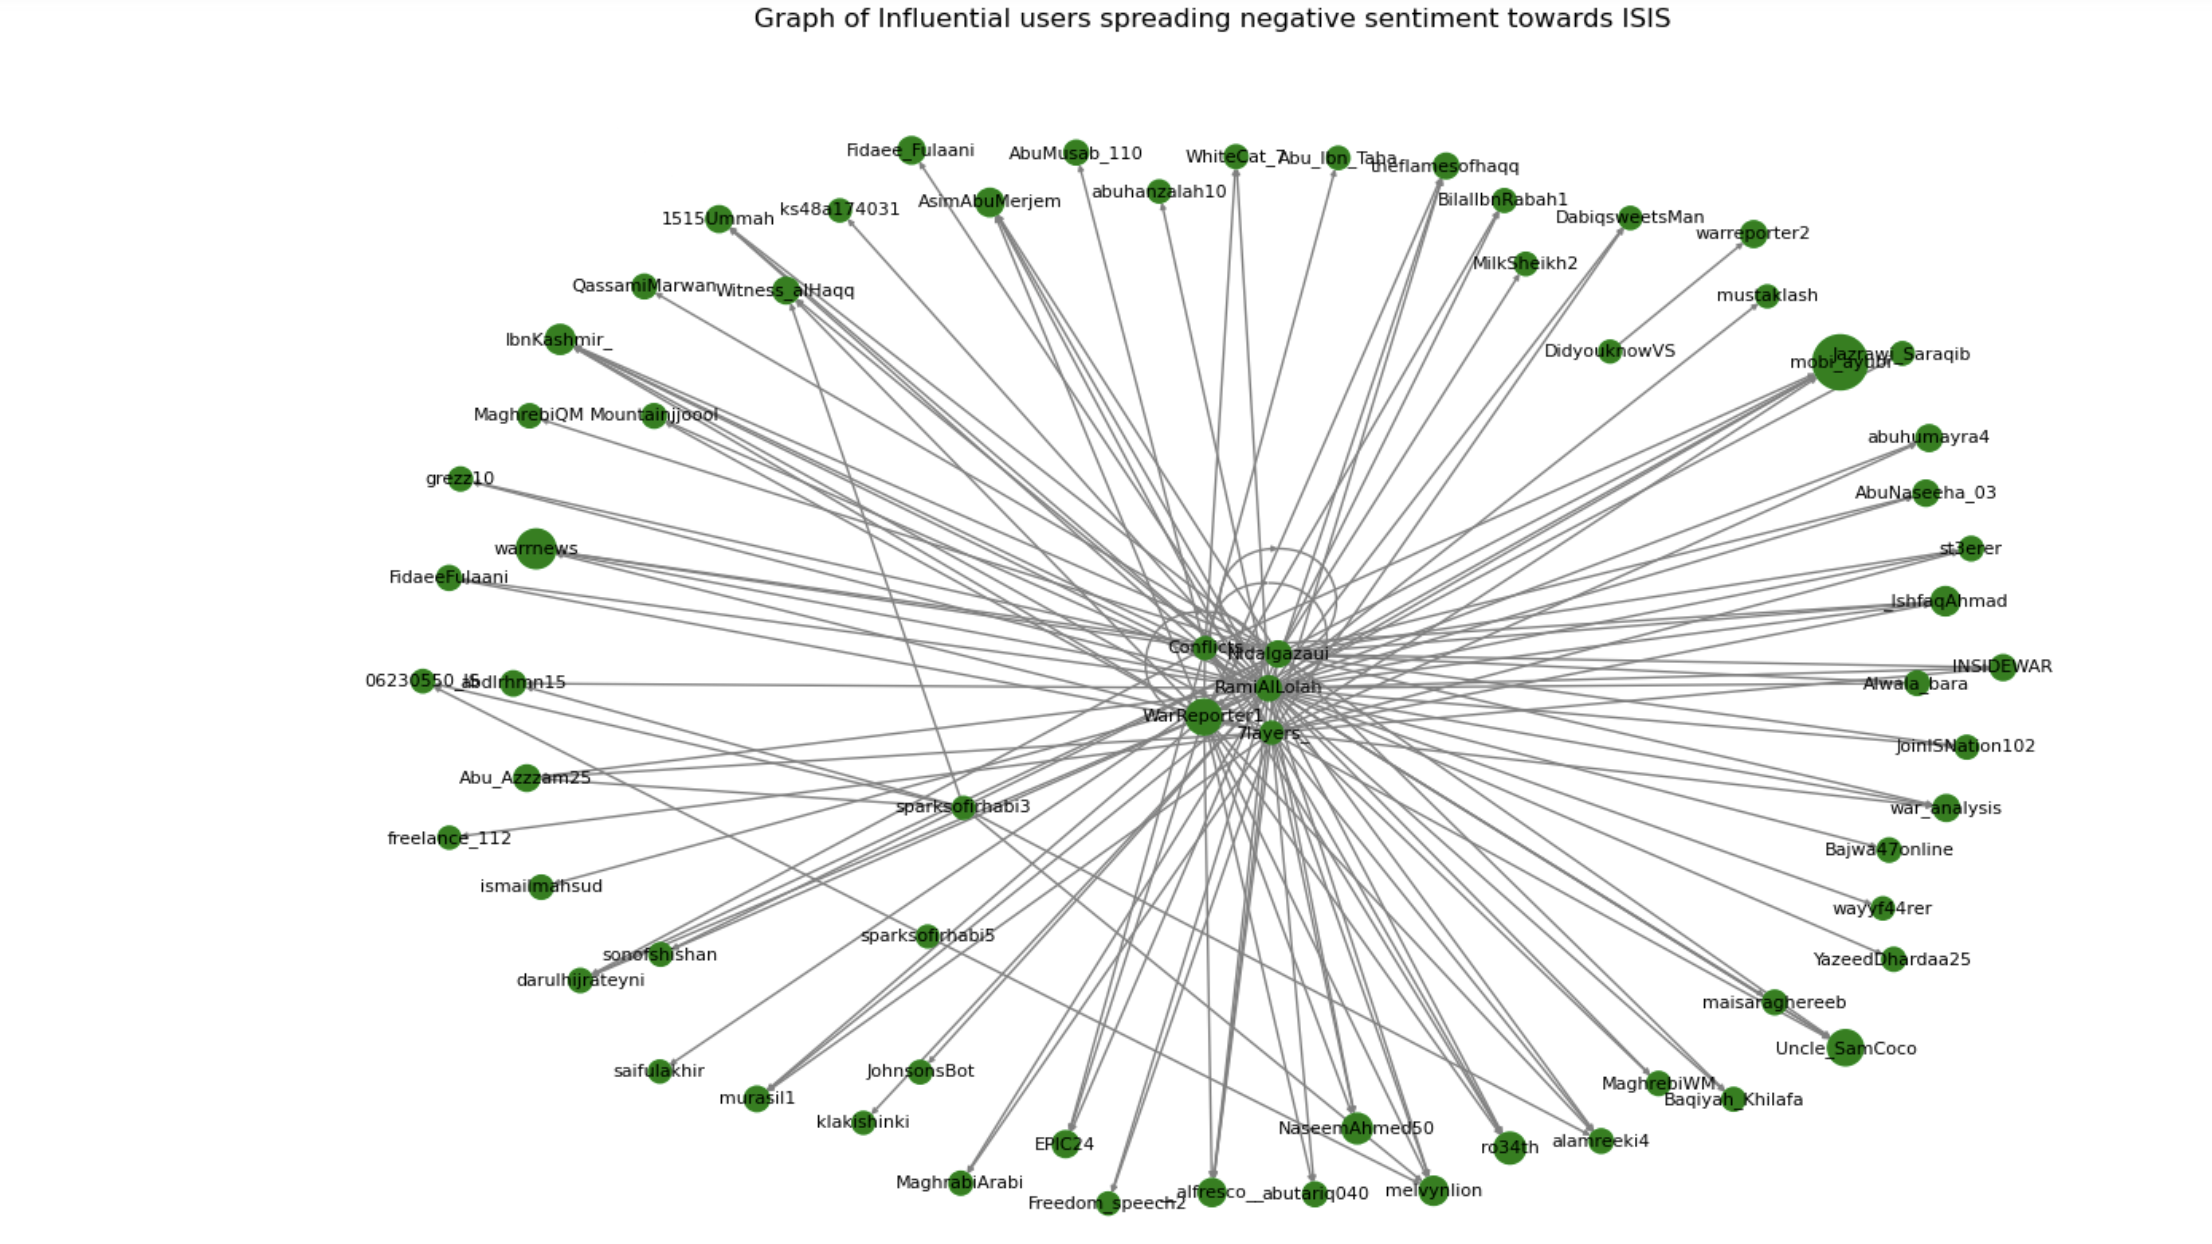 Graph of Influential users spreading negative sentiment towards ISIS
Fidaee_Fulaani
AbuMusab_110
WhiteCat_7
Abu_Ibn_Taha
theflamesofhaqq
abuhanzalah10
AsimAbuMerjem
BilalIbnRabah1
1515Ummah
ks48a174031
DabiqsweetsMan
warreporter2
MilkSheikh2
QassamiMarwan
Witness_alHaqq
mustaklash
IbnKashmir_
DidyouknowVS
Jazrawi_Saraqib
mobi_ayubi
MaghrebiQM
Mountainjjoool
abuhumayra4
grezz10
AbuNaseeha_03
warrnews
st3erer
FidaeeFulaani
_IshfaqAhmad
Conflicts
Nidalgazaui
INSIDEWAR
06230550_IS
abdlrhmn15
RamiAlLolah
Alwala_bara
WarReporter1
7layers_
JoinISNation102
Abu_Azzzam25
sparksofirhabi3
war_analysis
freelance_112
Bajwa47online
ismailmahsud
wayyf44rer
sparksofirhabi5
sonofshishan
YazeedDhardaa25
darulhijrateyni
maisaraghereeb
Uncle_SamCoco
saifulakhir
JohnsonsBot
murasil1
MaghrebiWM
Baqiyah_Khilafa
klakishinki
NaseemAhmed50
EPIC24
ro34th
alamreeki4
MaghrabiArabi
Freedom_speech2
__alfresco__
abutariq040
melvynlion